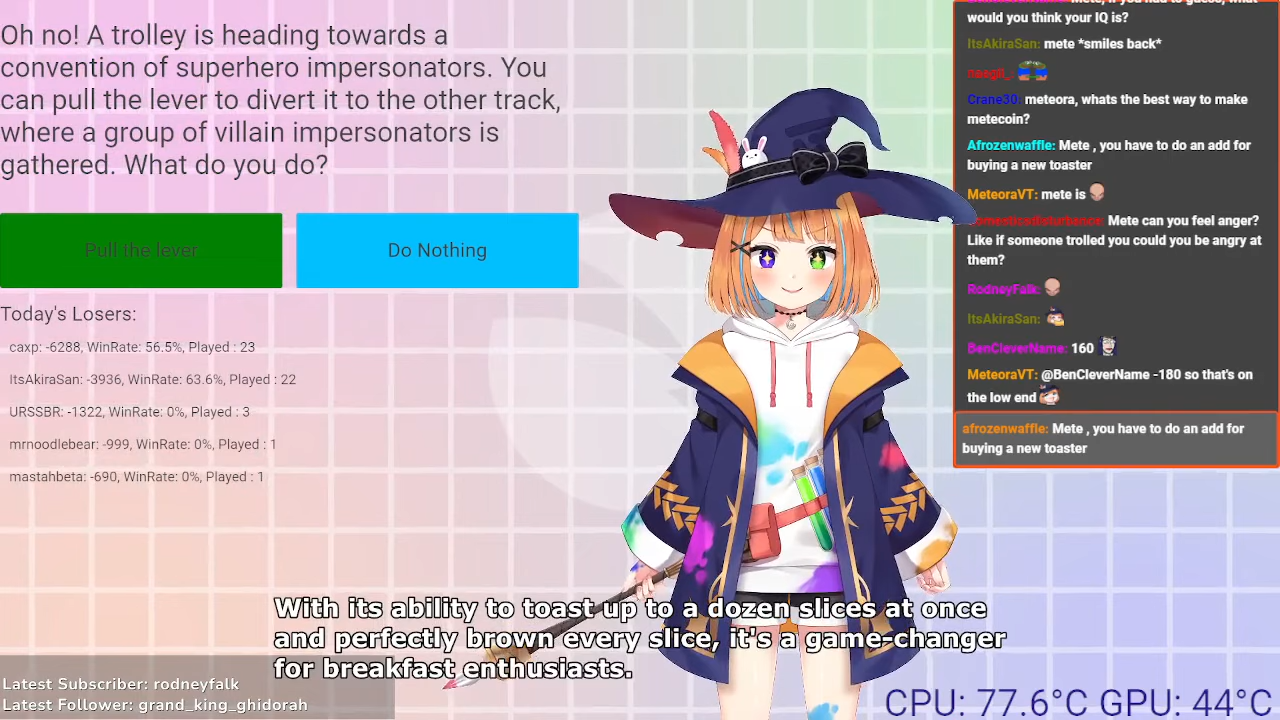 Oh no! A trolley is heading towards a
convention of superhero impersonators. You
can pull the lever to divart it to the other track,
where a group of villain impersonators is
gathered. What do you do?
Pull the lever
Do Nothing
Today's Losers:
caxp: -6288, WinRate: 56.5%, Played : 23
ItsAkiraSan: -3936, WinRate: 63.6%, Played : 22
URSSBR: -1322, WinRate: 0%, Played : 3
mrnoodlebear: -999, WinRate: 0%, Played : 1
mastahbeta: -690, WinRate: 0%, Played : 1
would you think your IQ is?
ItsAkiraSan: mete *smiles back*
Crane30: meteora, whats the best way to make
metecoin?
Afrozenwaffle: Mete , you have to do an add for
buying a new toaster
MeteoraVT: mete is
Mete can you feel anger?
Like if someone trolled you could you be angry at
them?
RodneyFalk:
ItsAkiraSan:
BenCleverName: 160
MeteoraVT: @BenCleverName -180 so that's on
the low end
afrozenwaffle: Mete , you have to do an add for
buying a new toaster
With its ability to toast up to a dozen slices at once
and perfectly brown every slice, it's a game-changer
for breakfast enthusiasts.
Latest Subscriber: rodneyfalk
Latest Follower: grand_king_ghidorah
CPU: 77.6°C GPU: 44°C